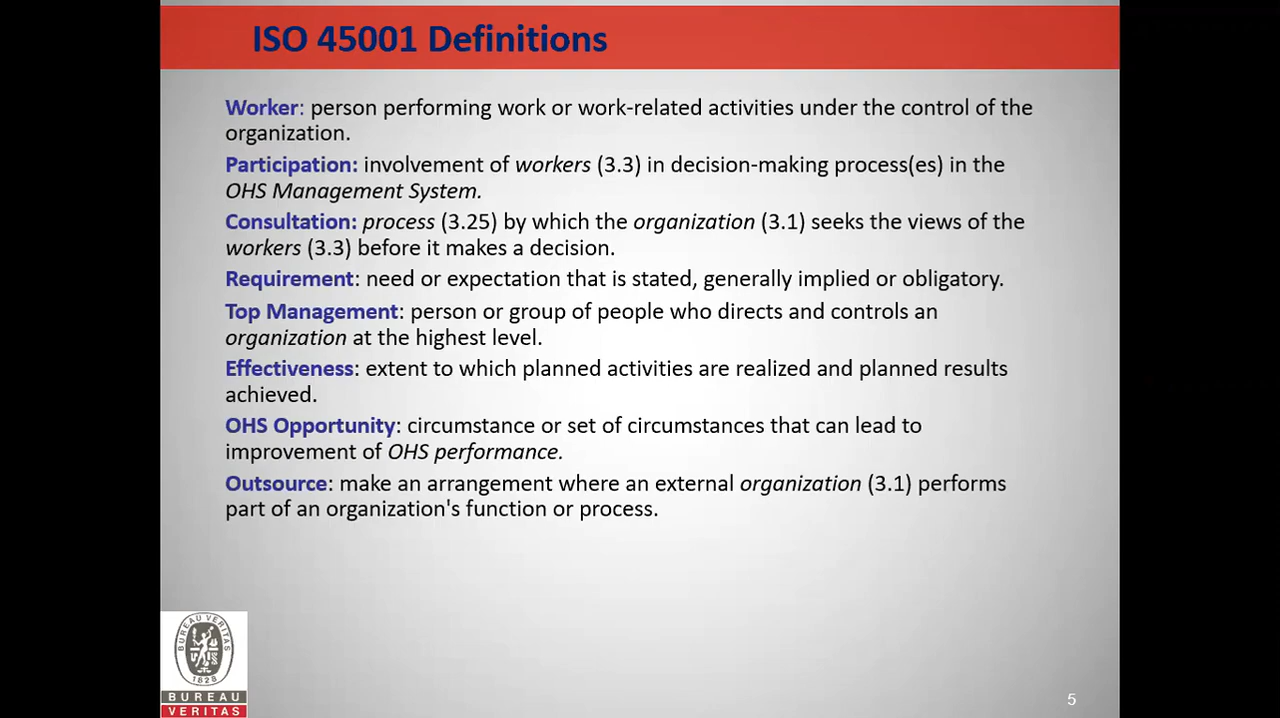 ISO 45001 Definitions
Worker: person performing work or work-related activities under the control of the
organization.
Participation: involvement of workers (3.3) in decision-making process(es) in the
OHS Management System.
Consultation: process (3.25) by which the organization (3.1) seeks the views of the
workers (3.3) before it makes a decision.
Requirement: need or expectation that is stated, generally implied or obligatory.
Top Management: person or group of people who directs and controls an
organization at the highest level.
Effectiveness: extent to which planned activities are realized and planned results
achieved.
OHS Opportunity: circumstance or set of circumstances that can lead to
improvement of OHS performance.
Outsource: make an arrangement where an external organization (3.1) performs
part of an organization's function or process.
BUREAU VERITAS
1828
BUREAU
VERITAS
5